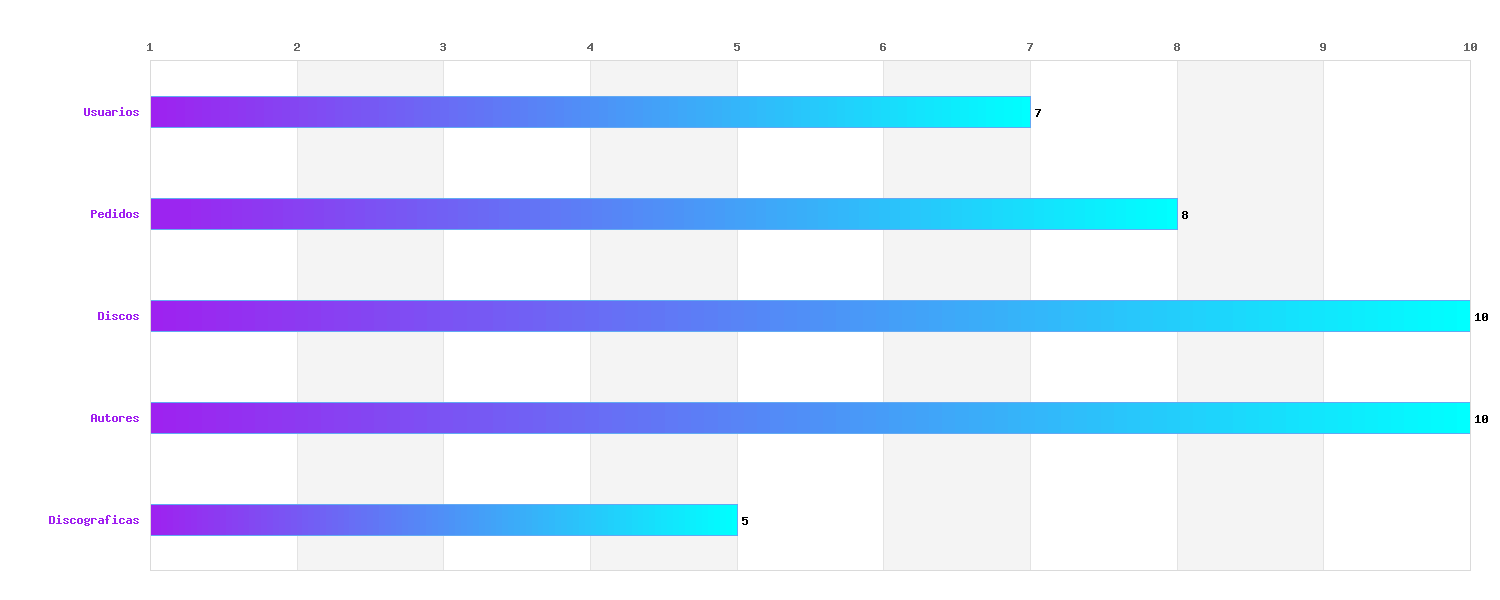 1 2 3 4 5 6 7 8 9 10
Usuarios 7
Pedidos 8
Discos 10
Autores 10
Discograficas 5